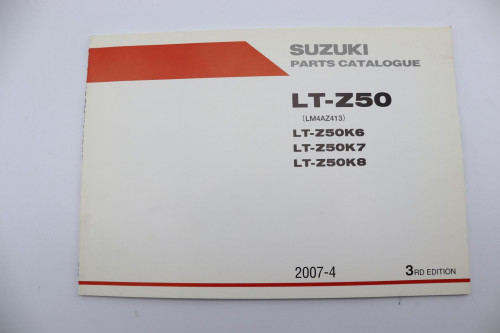 SUZUKI
PARTS CATALOGUE
LT-Z50
(LM4AZ413)
LT-Z50K6
LT-Z50K7
LT-Z50K8
2007-4
3RD EDITION